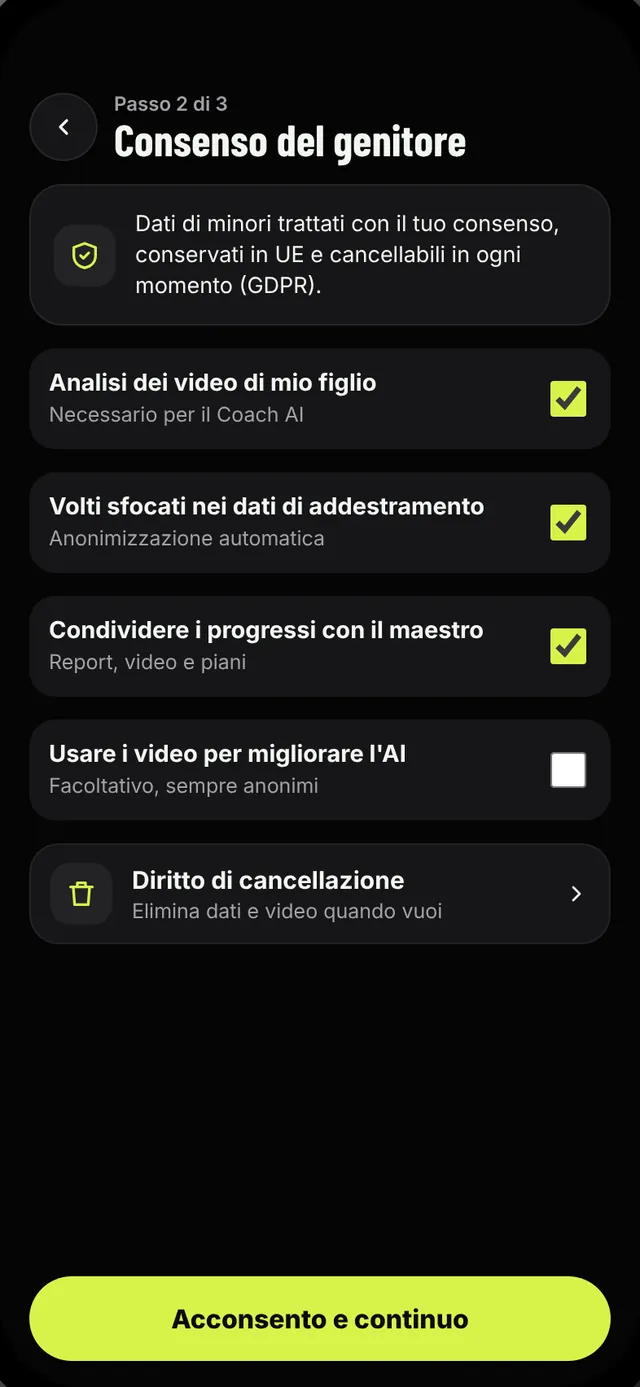 Passo 2 di 3
Consenso del genitore
Dati di minori trattati con il tuo consenso,
conservati in UE e cancellabili in ogni
momento (GDPR).
Analisi dei video di mio figlio
Necessario per il Coach AI
Volti sfocati nei dati di addestramento
Anonimizzazione automatica
Condividere i progressi con il maestro
Report, video e piani
Usare i video per migliorare l'AI
Facoltativo, sempre anonimi
Diritto di cancellazione
Elimina dati e video quando vuoi
Acconsento e continuo